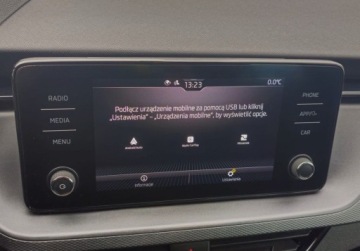 13:23
0.0°C
RADIO
MEDIA
MENU
PHONE
APPS
CAR
Podłącz urządzenie mobilne za pomocą USB lub kliknij
„Ustawienia" – „Urządzenia mobilne", by wyświetlić opcje.
Informacje
Ustawienia